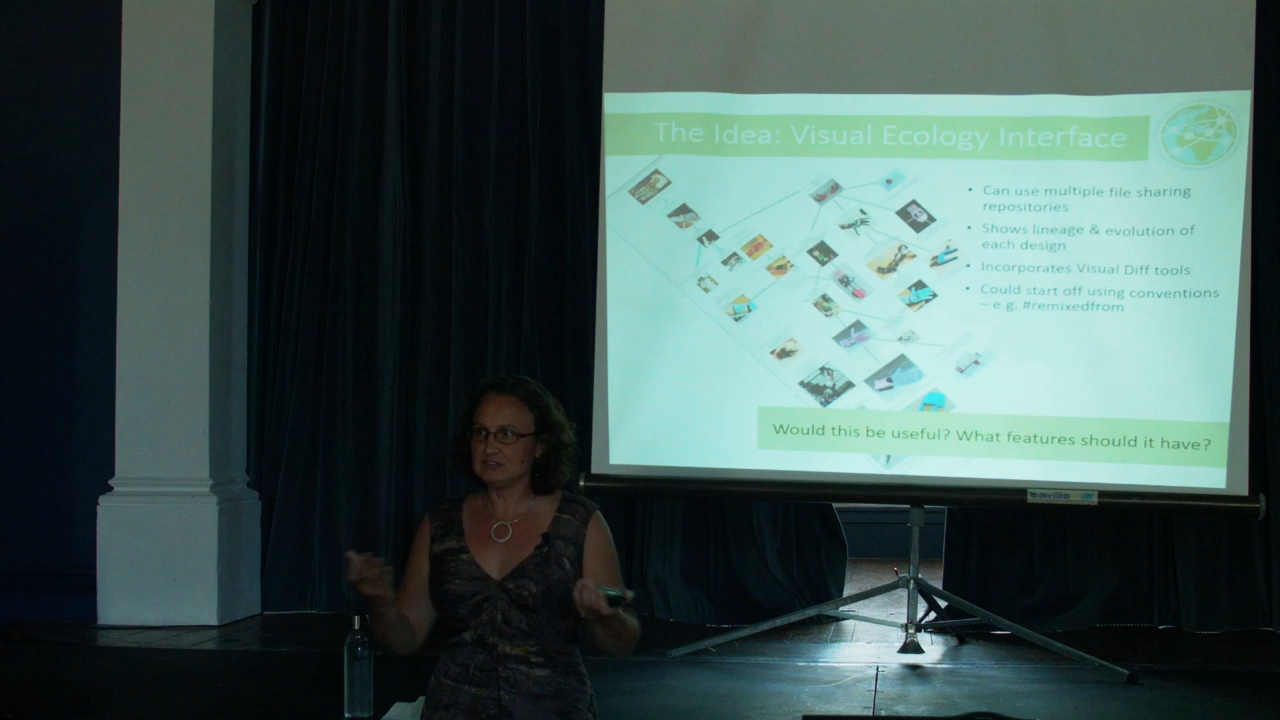 The Idea: Visual Ecology Interface
• Can use multiple file sharing
repositories
• Shows lineage & evolution of
each design
• Incorporates Visual Diff tools
• Could start off using conventions
– e.g. #remixedfrom
Would this be useful? What features should it have?